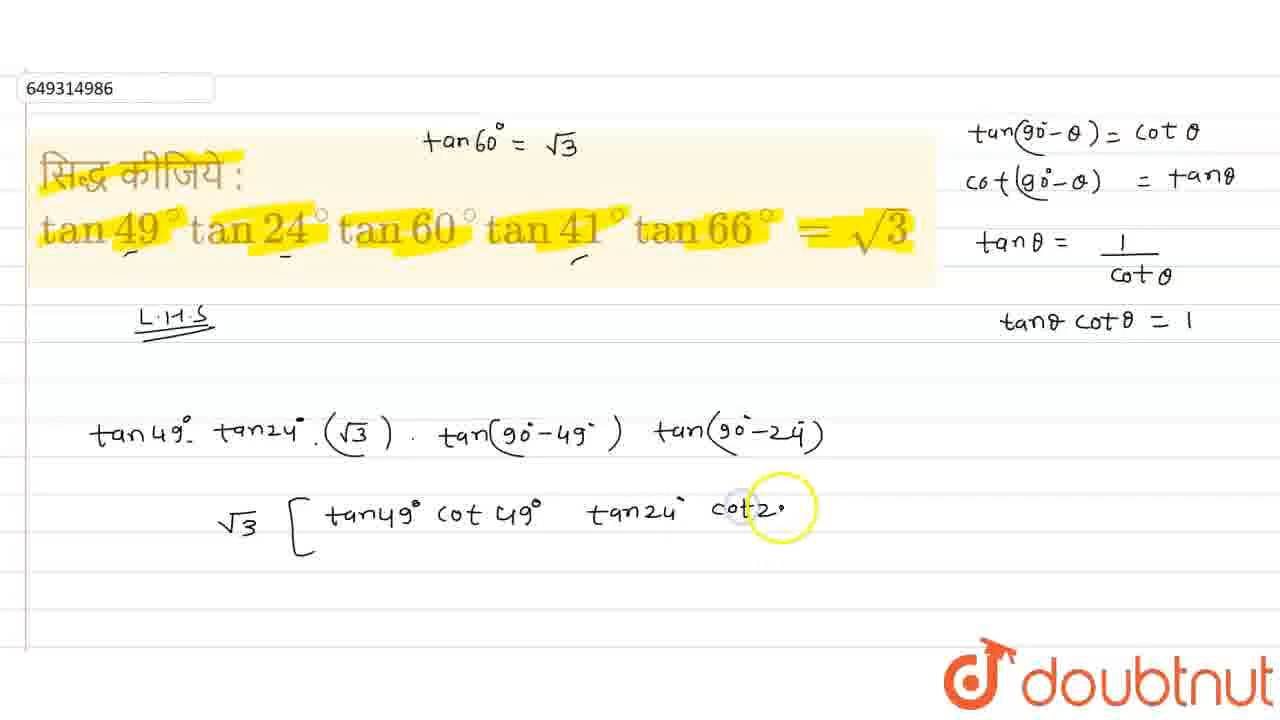 649314986
tan 60° = √3
सिद्ध कीजिये :
tan 49° tan 24° tan 60° tan 41° tan 66° = √3
tan(90° - θ) = cot θ
cot(90° - θ) = tan θ
tan θ = 1/cot θ
tan θ cot θ = 1
L.H.S
tan 49° . tan 24° . (√3) . tan(90° - 49°) tan(90° - 24°)
√3 [ tan 49° cot 49° tan 24° cot 2
doubtnut